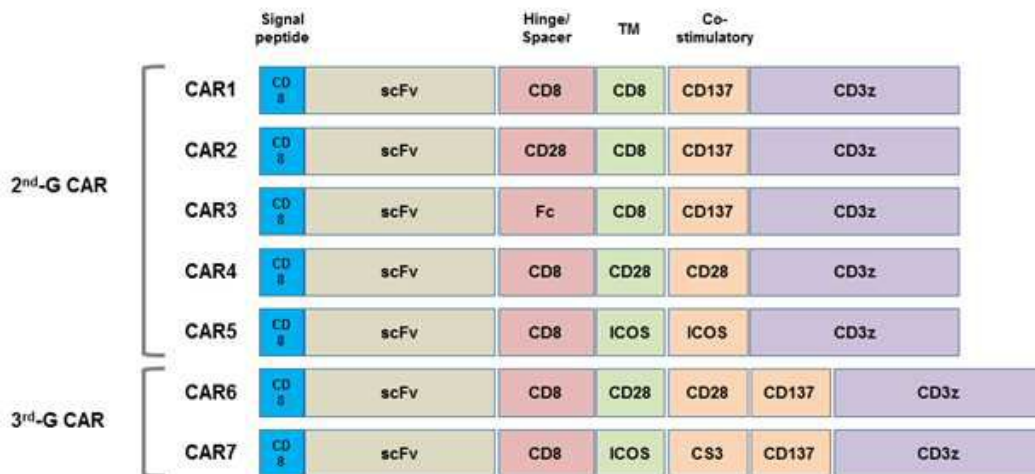 Signal peptide Hinge/Spacer TM Co-stimulatory
CAR1 CD 8 scFv CD8 CD8 CD137 CD3z
CAR2 CD 8 scFv CD28 CD8 CD137 CD3z
2nd-G CAR
CAR3 CD 8 scFv Fc CD8 CD137 CD3z
CAR4 CD 8 scFv CD8 CD28 CD28 CD3z
CAR5 CD 8 scFv CD8 ICOS ICOS CD3z
CAR6 CD 8 scFv CD8 CD28 CD28 CD137 CD3z
3rd-G CAR
CAR7 CD 8 scFv CD8 ICOS CS3 CD137 CD3z